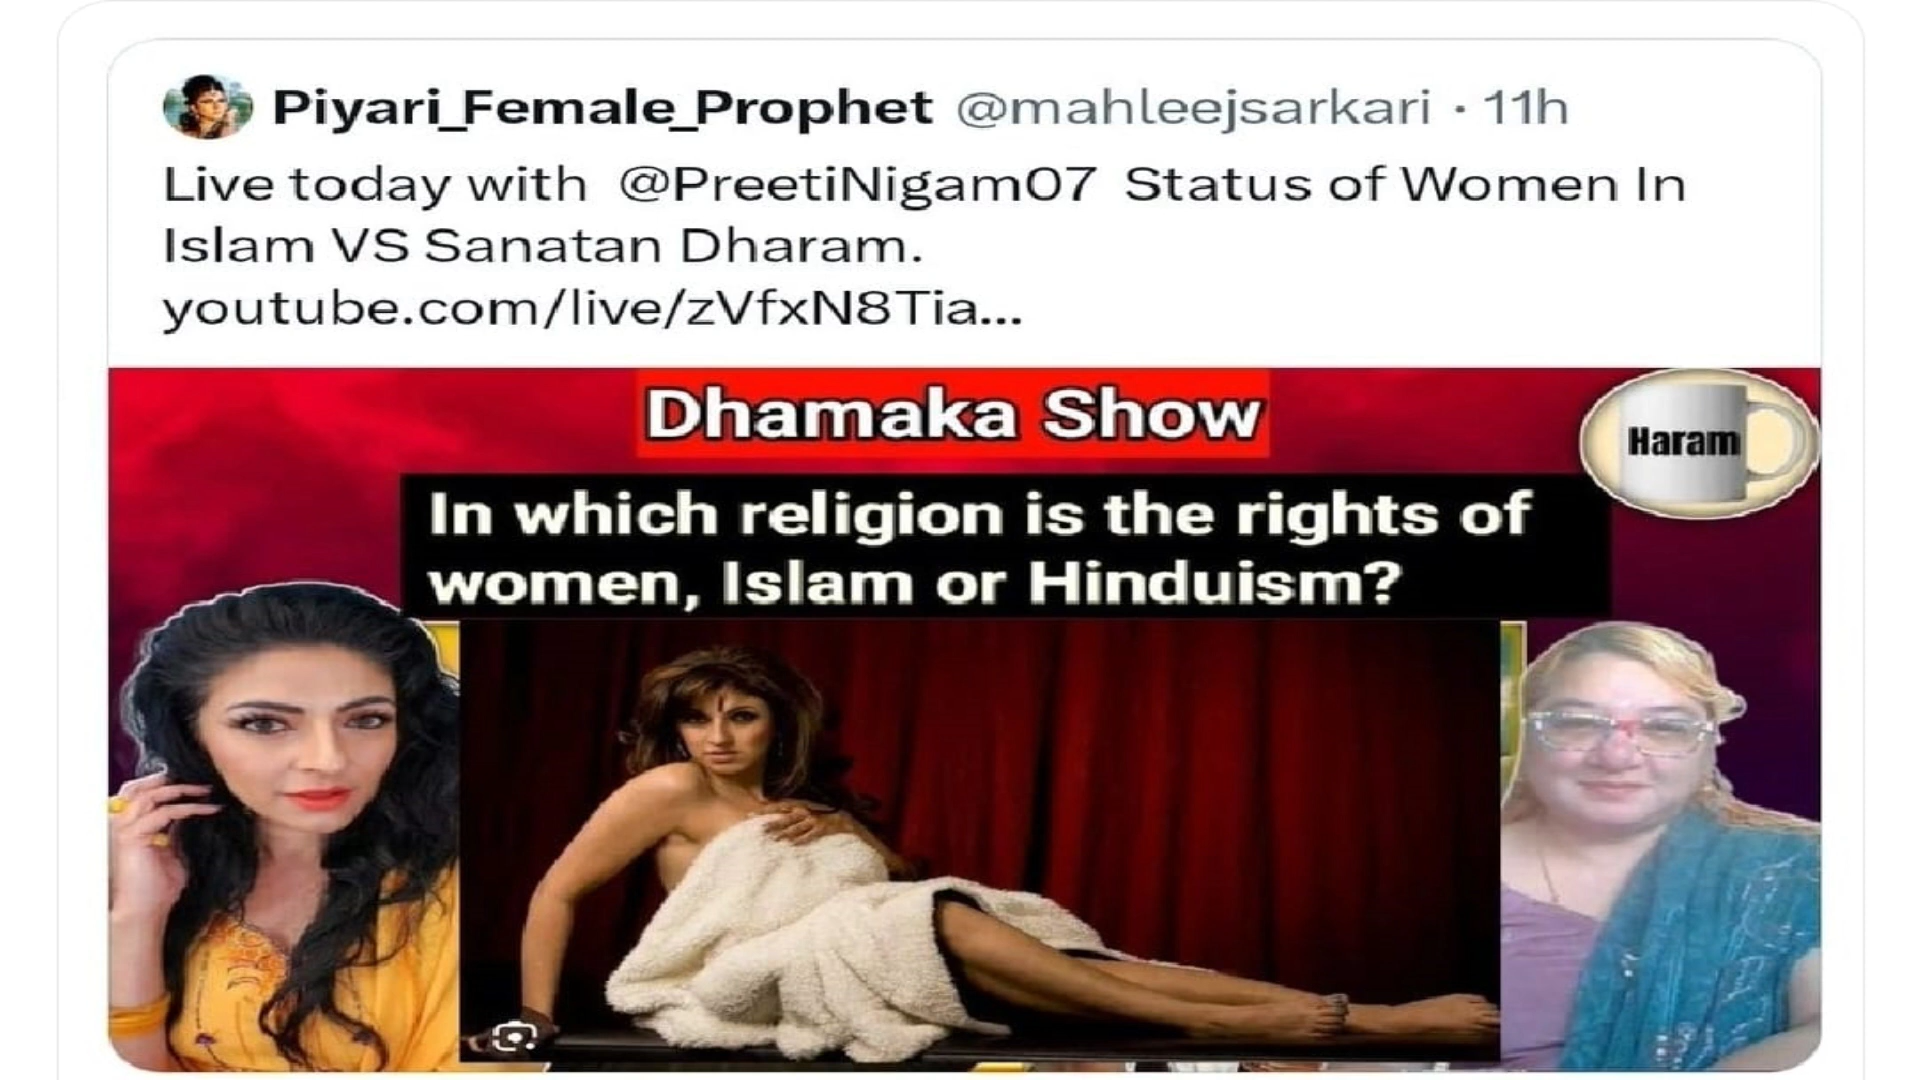 Piyari_Female_Prophet @mahleejsarkari · 11h
Live today with @PreetiNigam07 Status of Women In
Islam VS Sanatan Dharam.
youtube.com/live/zVfxN8Tia...
Dhamaka Show
Haram
In which religion is the rights of
women, Islam or Hinduism?